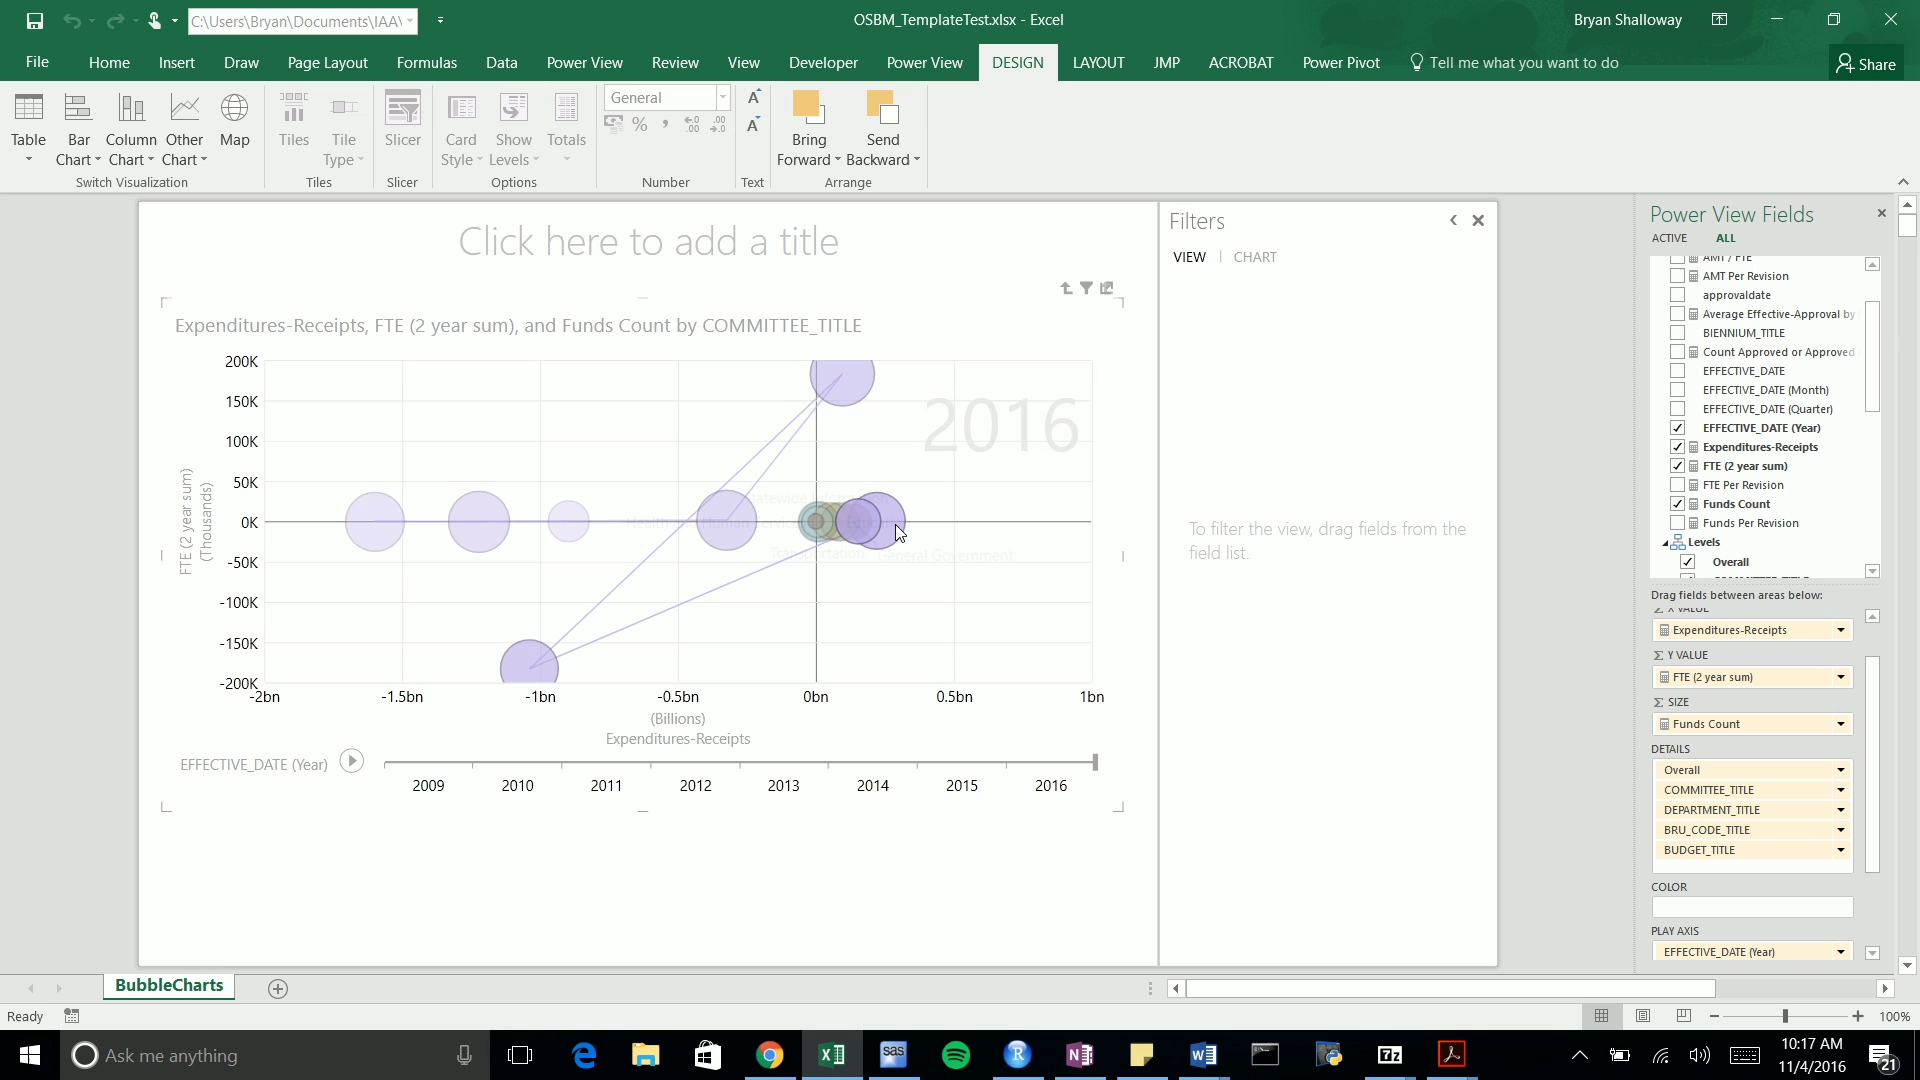 C:\Users\Bryan\Documents\IAA\
OSBM_TemplateTest.xlsx - Excel
Bryan Shalloway
File Home Insert Draw Page Layout Formulas Data Power View Review View Developer Power View DESIGN LAYOUT JMP ACROBAT Power Pivot Tell me what you want to do Share
Table Bar Chart Column Chart Other Chart Map
Tiles Tile Type
Slicer
Card Style Show Levels Totals
General
%
Bring Forward Send Backward
Switch Visualization Tiles Slicer Options Number Text Arrange
Click here to add a title
Expenditures-Receipts, FTE (2 year sum), and Funds Count by COMMITTEE_TITLE
2016
200K
150K
100K
50K
0K
-50K
-100K
-150K
-200K
FTE (2 year sum)
(Thousands)
Transportation General Government
-2bn -1.5bn -1bn -0.5bn 0bn 0.5bn 1bn
(Billions)
Expenditures-Receipts
EFFECTIVE_DATE (Year)
2009 2010 2011 2012 2013 2014 2015 2016
Filters
VIEW | CHART
To filter the view, drag fields from the
field list.
Power View Fields
ACTIVE ALL
AMT / FTE
AMT Per Revision
approvaldate
Average Effective-Approval by
BIENNIUM_TITLE
Count Approved or Approved
EFFECTIVE_DATE
EFFECTIVE_DATE (Month)
EFFECTIVE_DATE (Quarter)
EFFECTIVE_DATE (Year)
Expenditures-Receipts
FTE (2 year sum)
FTE Per Revision
Funds Count
Funds Per Revision
Levels
Overall
Drag fields between areas below:
Σ X VALUE
Expenditures-Receipts
Σ Y VALUE
FTE (2 year sum)
Σ SIZE
Funds Count
DETAILS
Overall
COMMITTEE_TITLE
DEPARTMENT_TITLE
BRU_CODE_TITLE
BUDGET_TITLE
COLOR
PLAY AXIS
EFFECTIVE_DATE (Year)
BubbleCharts
Ready
100%
Ask me anything
10:17 AM
11/4/2016
21